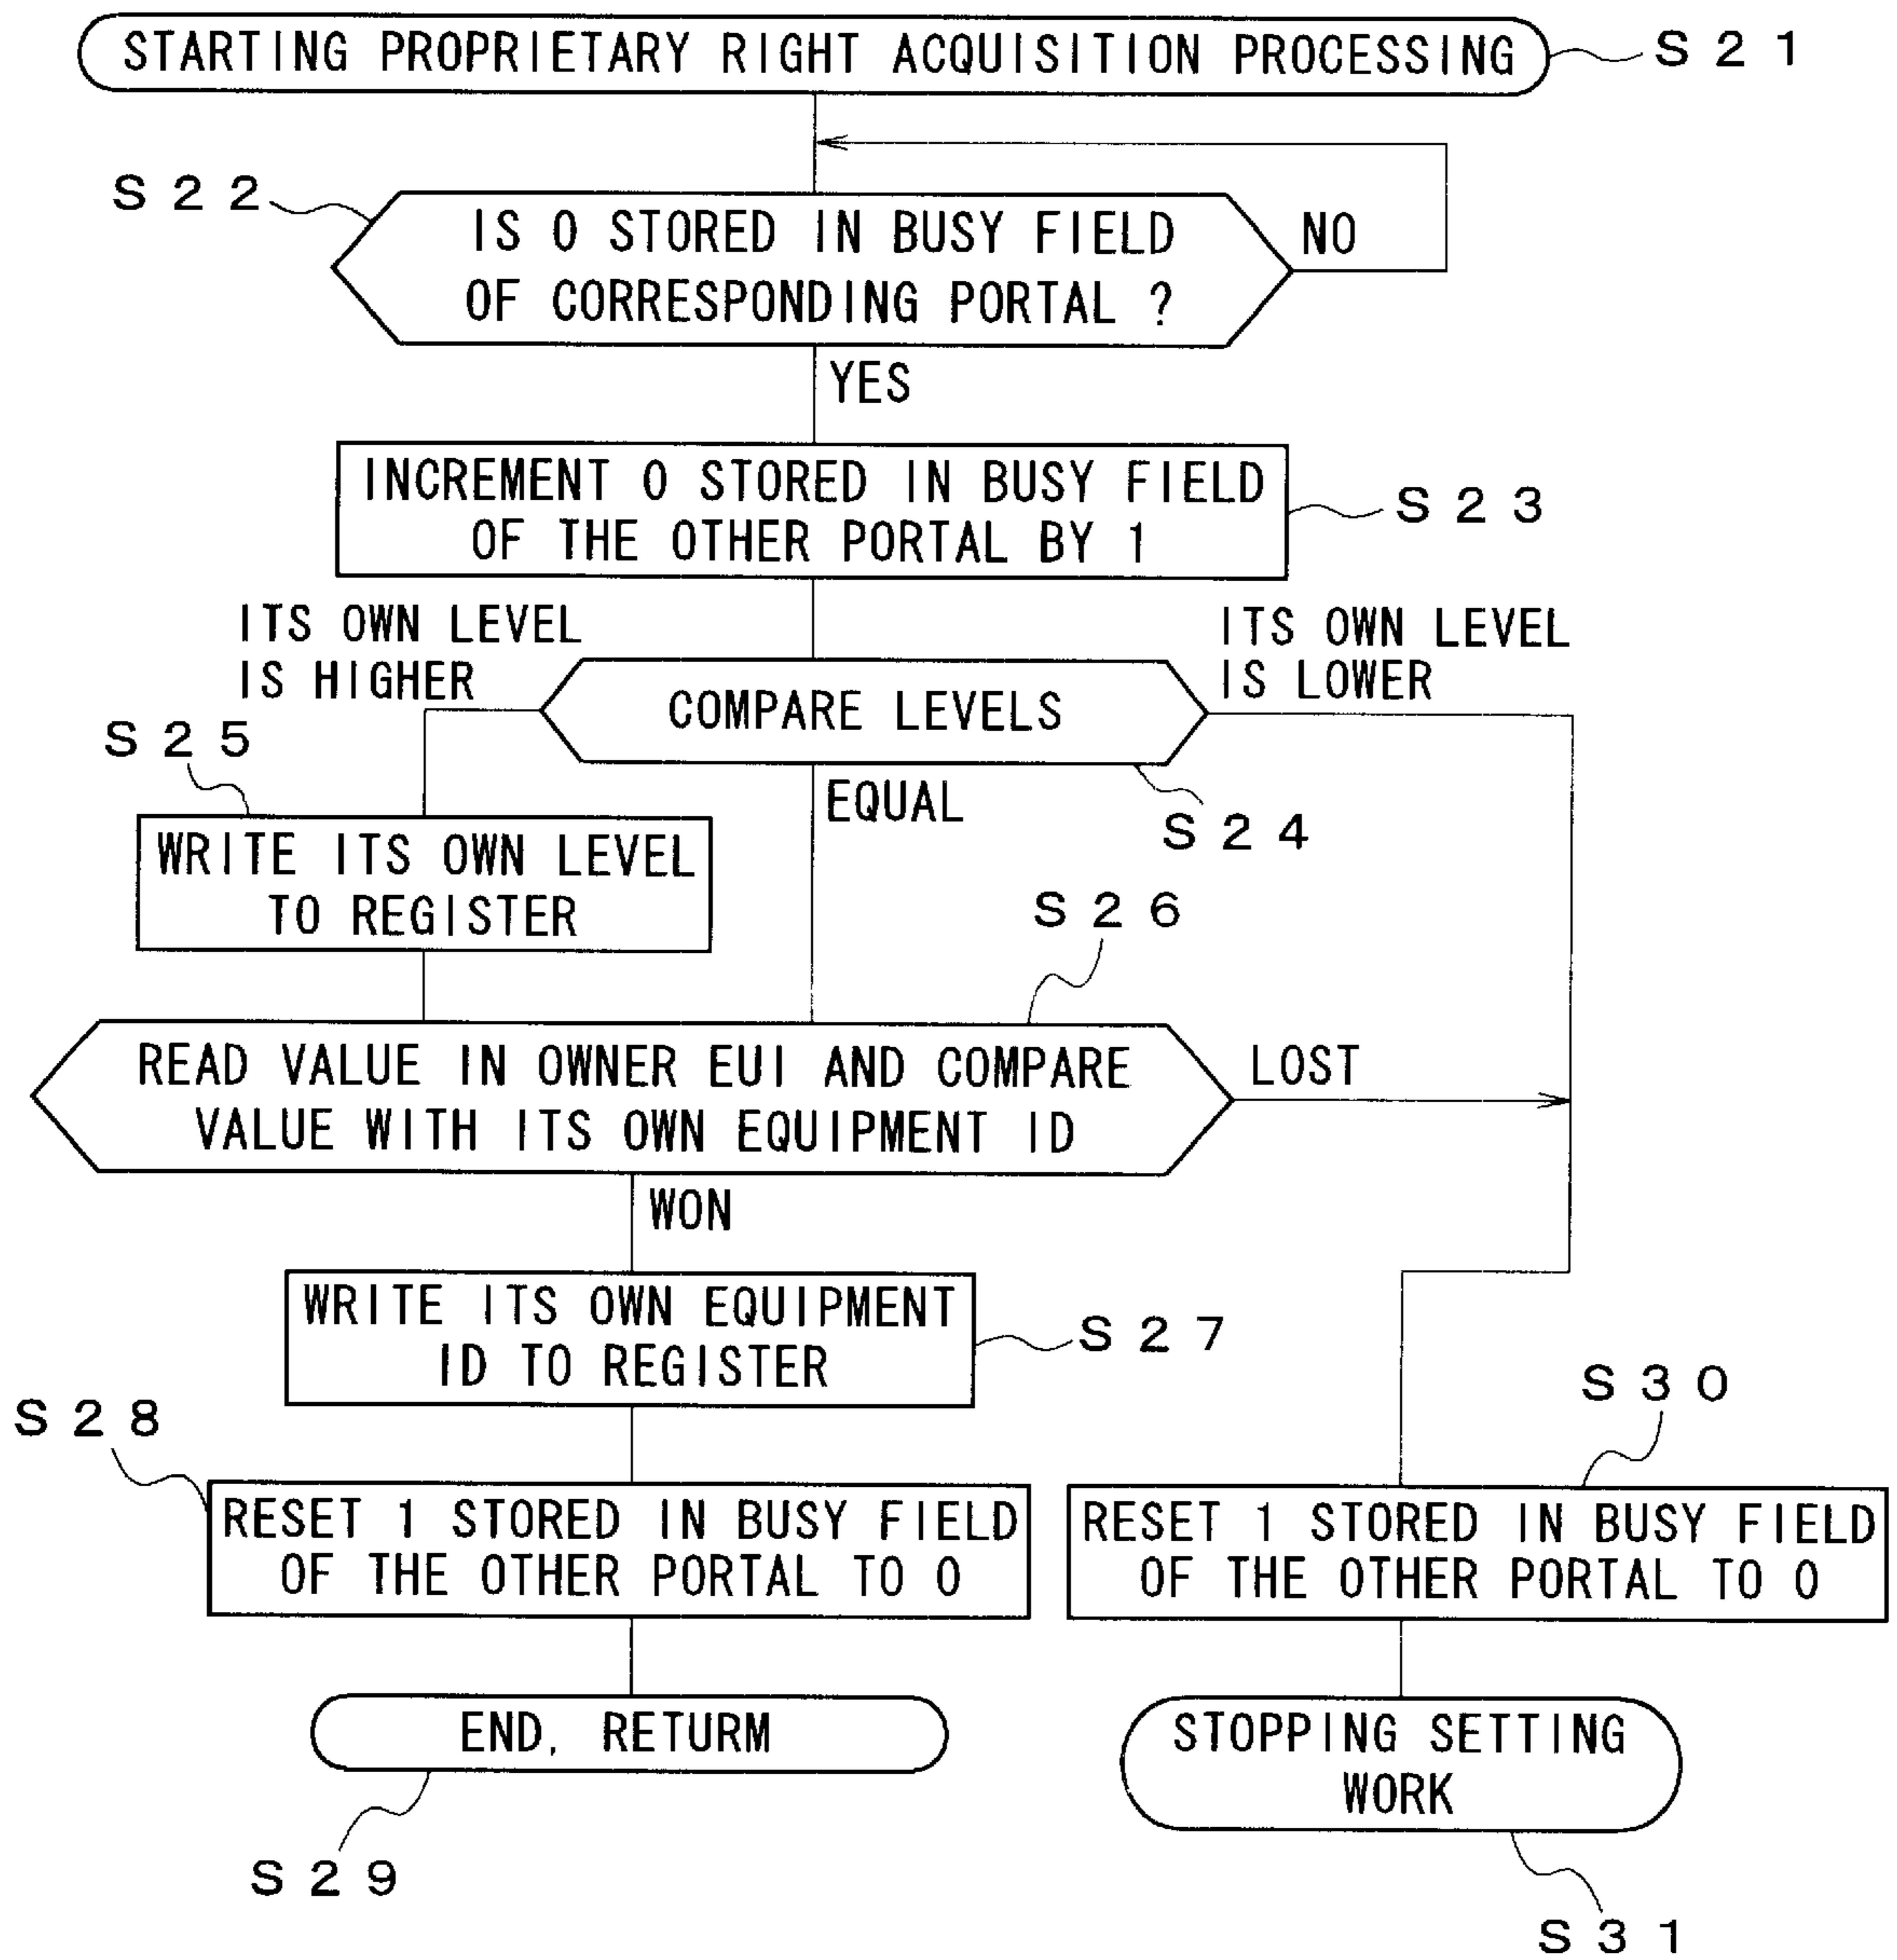 STARTING PROPRIETARY RIGHT ACQUISITION PROCESSING
S21
S22
IS 0 STORED IN BUSY FIELD
OF CORRESPONDING PORTAL ?
NO
YES
INCREMENT 0 STORED IN BUSY FIELD
OF THE OTHER PORTAL BY 1
S23
ITS OWN LEVEL
IS HIGHER
ITS OWN LEVEL
IS LOWER
COMPARE LEVELS
S24
S25
EQUAL
WRITE ITS OWN LEVEL
TO REGISTER
S26
READ VALUE IN OWNER EUI AND COMPARE
VALUE WITH ITS OWN EQUIPMENT ID
LOST
WON
WRITE ITS OWN EQUIPMENT
ID TO REGISTER
S27
S28
S30
RESET 1 STORED IN BUSY FIELD
OF THE OTHER PORTAL TO 0
RESET 1 STORED IN BUSY FIELD
OF THE OTHER PORTAL TO 0
END, RETURM
STOPPING SETTING
WORK
S29
S31